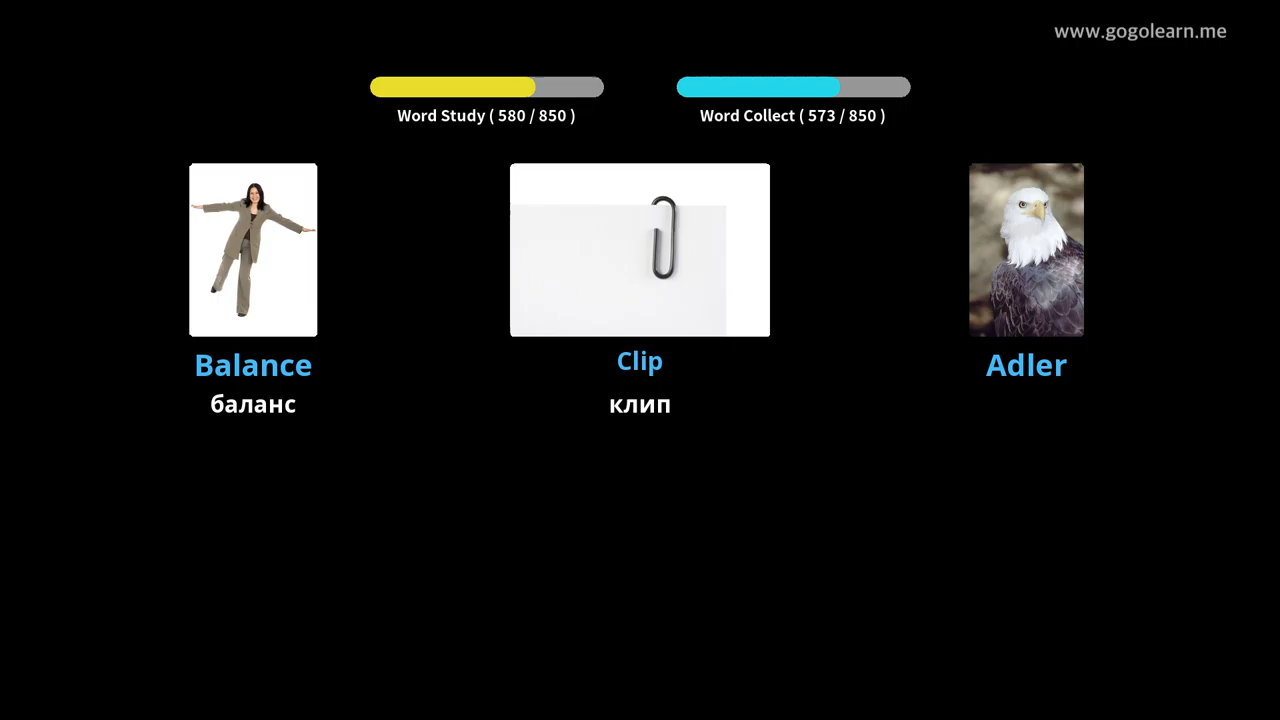 www.gogolearn.me
Word Study ( 580 / 850 )
Word Collect ( 573 / 850 )
Balance
Clip
Adler
баланс
клип